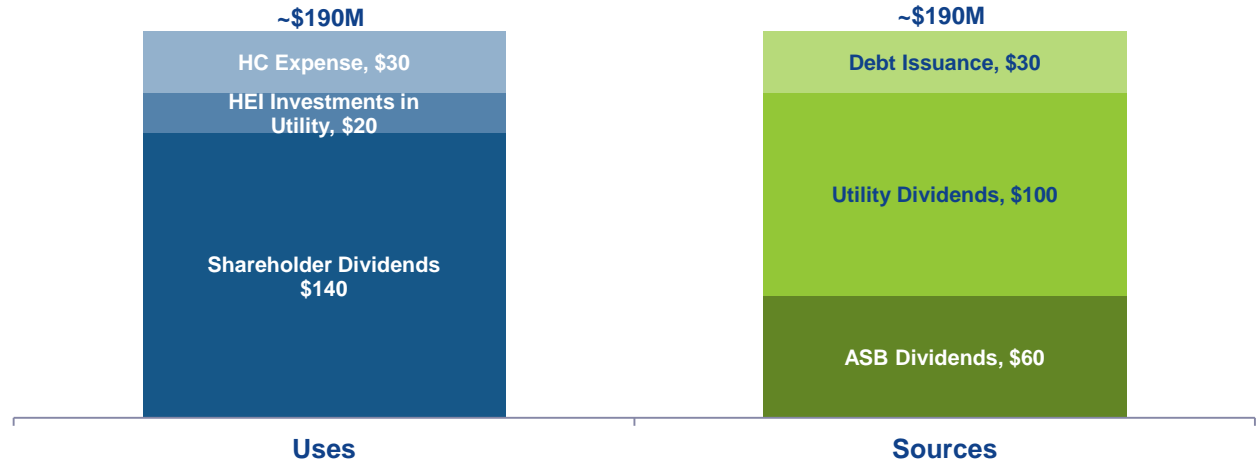 ~$190M
HC Expense, $30
HEI Investments in
Utility, $20
Shareholder Dividends
$140
Uses
~$190M
Debt Issuance, $30
Utility Dividends, $100
ASB Dividends, $60
Sources